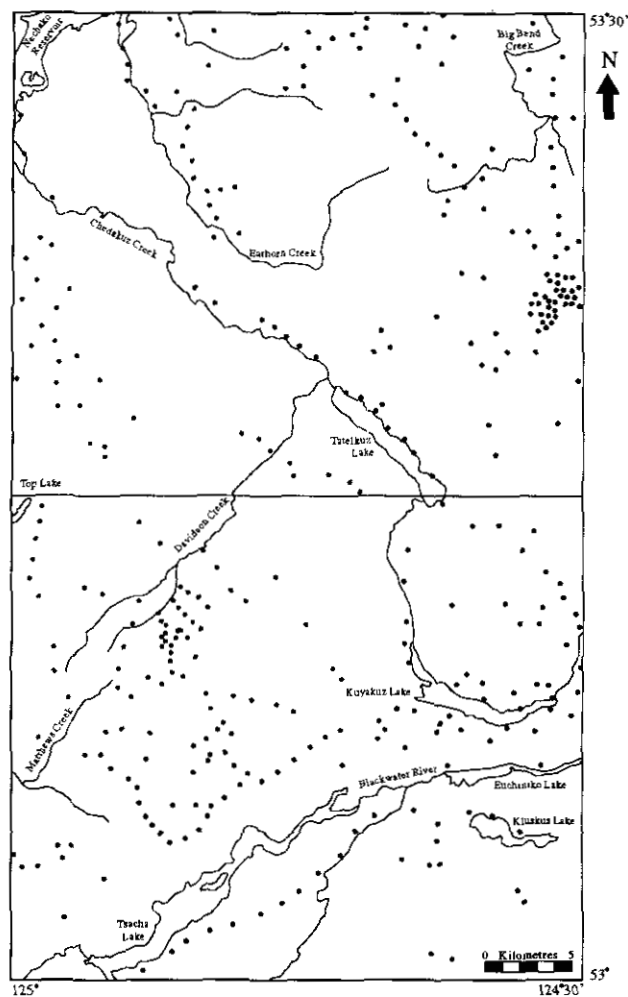 53°30'
Nechako
Reservoir
Big Bend
Creek
N
Chedakuz Creek
Earhorn Creek
Tatelkuz
Lake
Top Lake
Davidson Creek
Kuyakuz Lake
Matthews Creek
Blackwater River
Euchiniko Lake
Kluskus Lake
Tsacha
Lake
0 Kilometres 5
125°
124°30'
53°